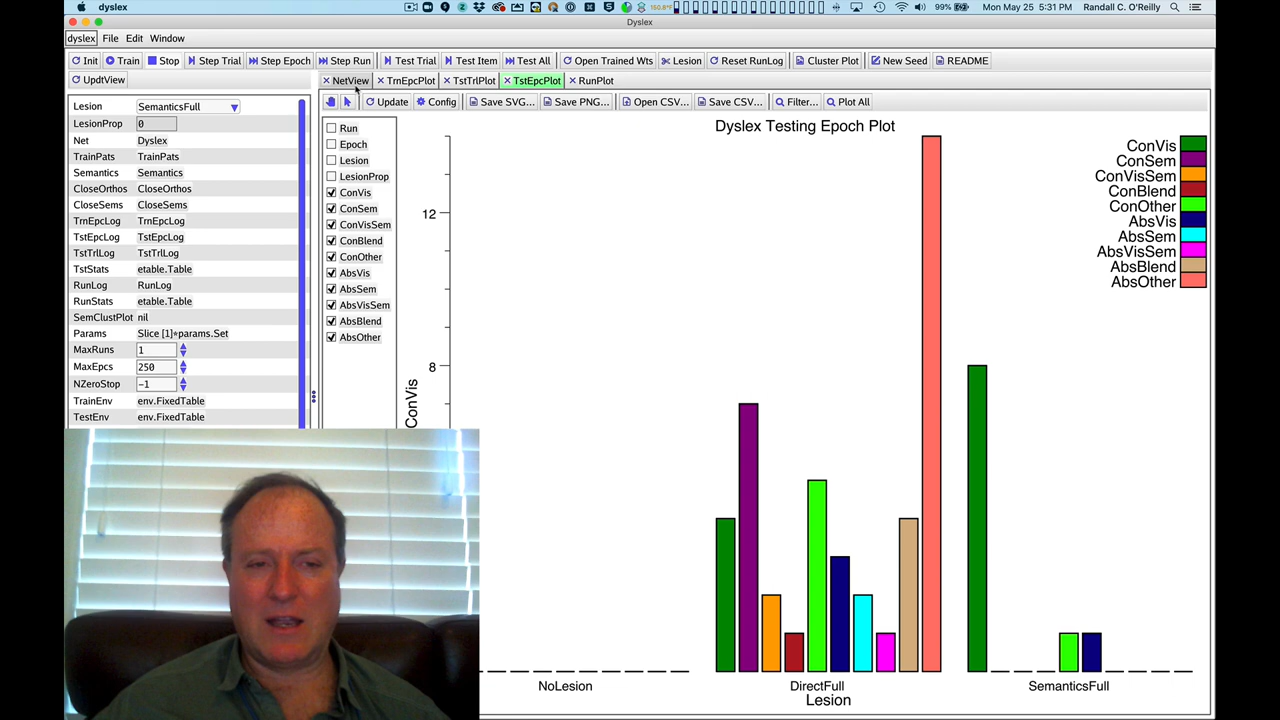 dyslex
150.8°F
99%
Mon May 25 5:31 PM
Randall C. O'Reilly
Dyslex
dyslex File Edit Window
Init Train Stop Step Trial Step Epoch Step Run Test Trial Test Item Test All Open Trained Wts Lesion Reset RunLog Cluster Plot New Seed README
UpdtView
NetView TrnEpcPlot TstTrlPlot TstEpcPlot RunPlot
Update Config Save SVG... Save PNG... Open CSV... Save CSV... Filter... Plot All
Lesion SemanticsFull
LesionProp 0
Net Dyslex
TrainPats TrainPats
Semantics Semantics
CloseOrthos CloseOrthos
CloseSems CloseSems
TrnEpcLog TrnEpcLog
TstEpcLog TstEpcLog
TstTrlLog TstTrlLog
TstStats etable.Table
RunLog RunLog
RunStats etable.Table
SemClustPlot nil
Params Slice [1]*params.Set
MaxRuns 1
MaxEpcs 250
NZeroStop -1
TrainEnv env.FixedTable
TestEnv env.FixedTable
Run
Epoch
Lesion
LesionProp
ConVis
ConSem
ConVisSem
ConBlend
ConOther
AbsVis
AbsSem
AbsVisSem
AbsBlend
AbsOther
Dyslex Testing Epoch Plot
12
8
ConVis
ConVis
ConSem
ConVisSem
ConBlend
ConOther
AbsVis
AbsSem
AbsVisSem
AbsBlend
AbsOther
NoLesion DirectFull SemanticsFull
Lesion